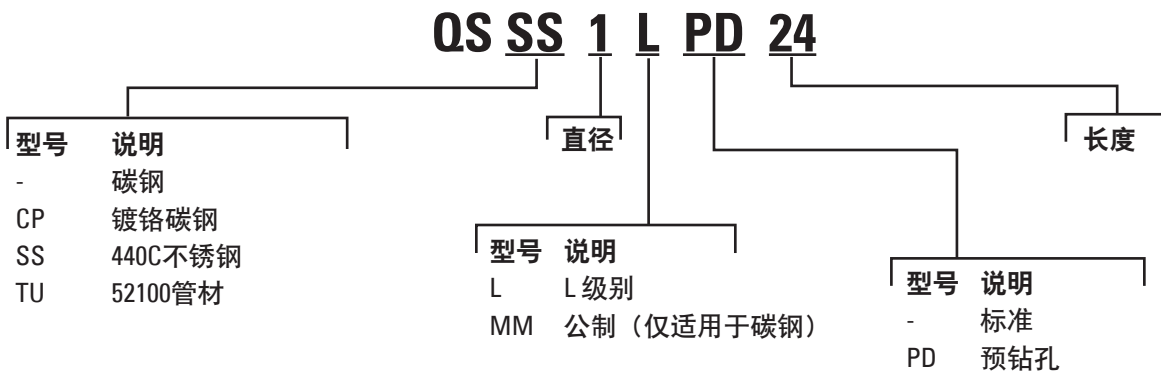 QS SS 1 L PD 24
型号 说明
- 碳钢
CP 镀铬碳钢
SS 440C不锈钢
TU 52100管材
直径
型号 说明
L L 级别
MM 公制（仅适用于碳钢）
型号 说明
- 标准
PD 预钻孔
长度